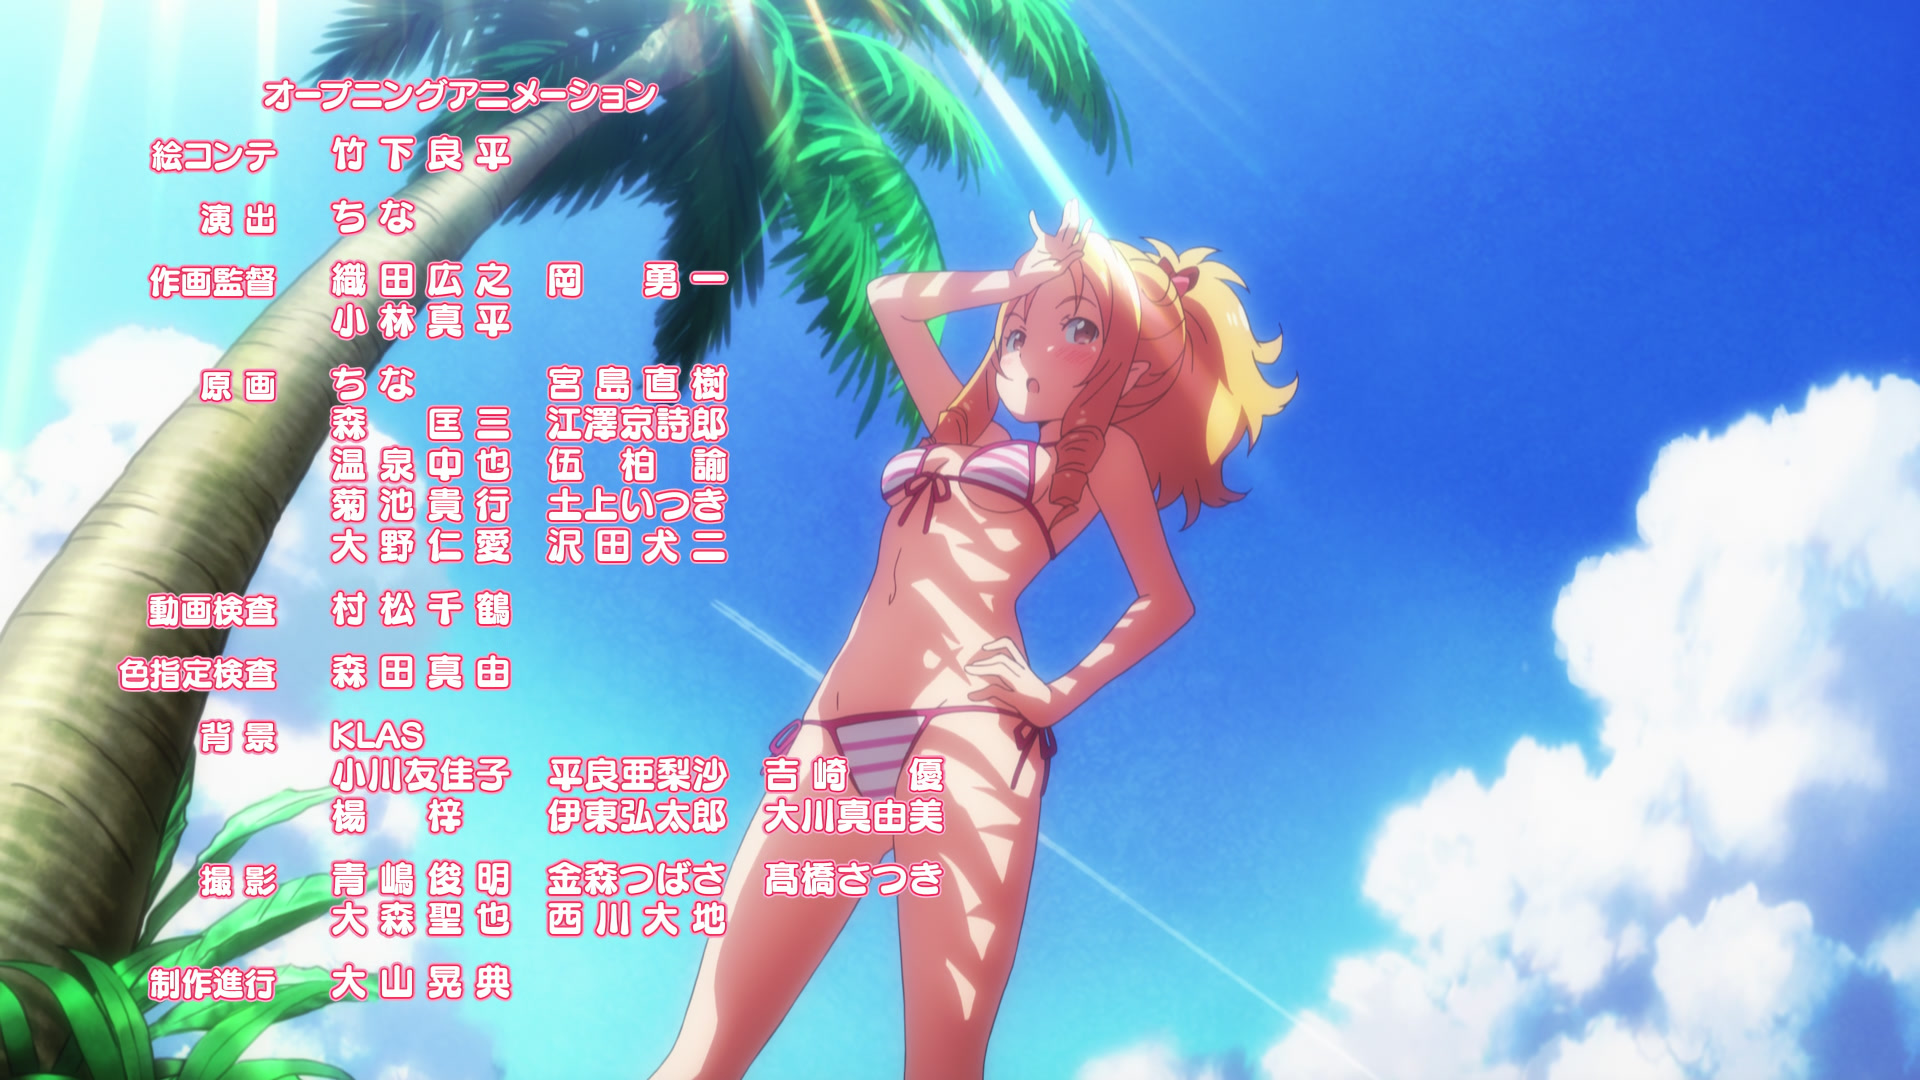 オープニングアニメーション
絵コンテ 竹下良平
演出 ちな
作画監督 織田広之 岡勇一
小林真平
原画 ちな 宮島直樹
森匡三 江澤京詩郎
温泉中也 伍柏諭
菊池貴行 土上いつき
大野仁愛 沢田犬二
動画検査 村松千鶴
色指定検査 森田真由
背景 KLAS
小川友佳子 平良亜梨沙 吉崎優
楊梓 伊東弘太郎 大川真由美
撮影 青嶋俊明 金森つばさ 髙橋さつき
大森聖也 西川大地
制作進行 大山晃典